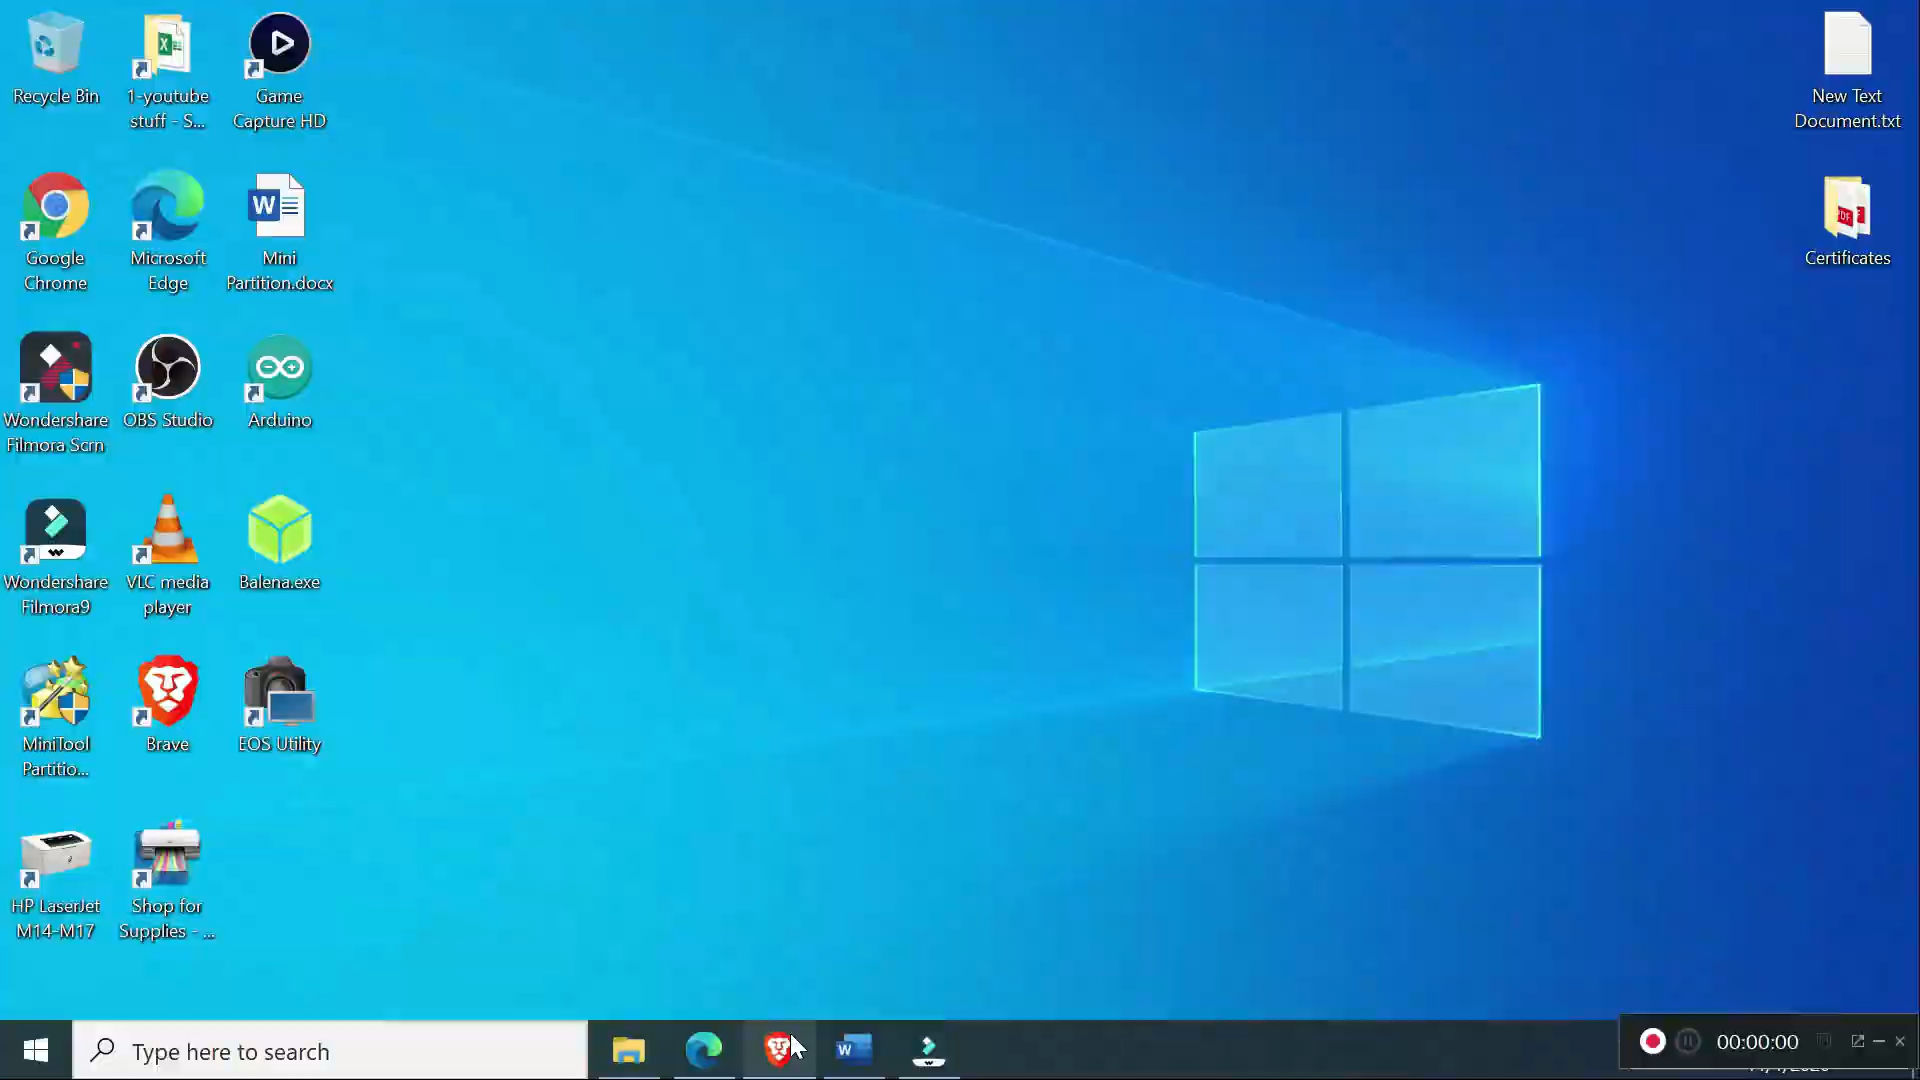 Recycle Bin
1-youtube
stuff - S...
Game
Capture HD
New Text
Document.txt
Google
Chrome
Microsoft
Edge
W
Mini
Partition.docx
PDF
Certificates
Wondershare
Filmora Scrn
OBS Studio
Arduino
Wondershare
Filmora9
VLC media
player
Balena.exe
MiniTool
Partitio...
Brave
EOS Utility
HP LaserJet
M14-M17
Shop for
Supplies - ...
Type here to search
W
00:00:00